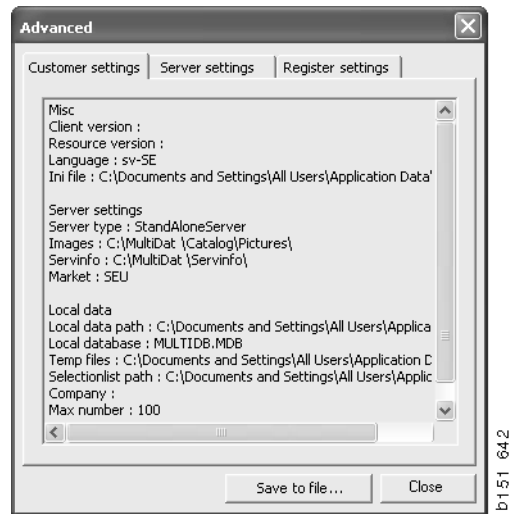 Advanced
Customer settings
Server settings
Register settings
Misc
Client version :
Resource version :
Language : sv-SE
Ini file : C:\Documents and Settings\All Users\Application Data'
Server settings
Server type : StandAloneServer
Images : C:\MultiDat \Catalog\Pictures\
Servinfo : C:\MultiDat \Servinfo\
Market : SEU
Local data
Local data path : C:\Documents and Settings\All Users\Applica
Local database : MULTIDB.MDB
Temp files : C:\Documents and Settings\All Users\Application D
Selectionlist path : C:\Documents and Settings\All Users\Applic
Company :
Max number : 100
Save to file...
Close
b151 642